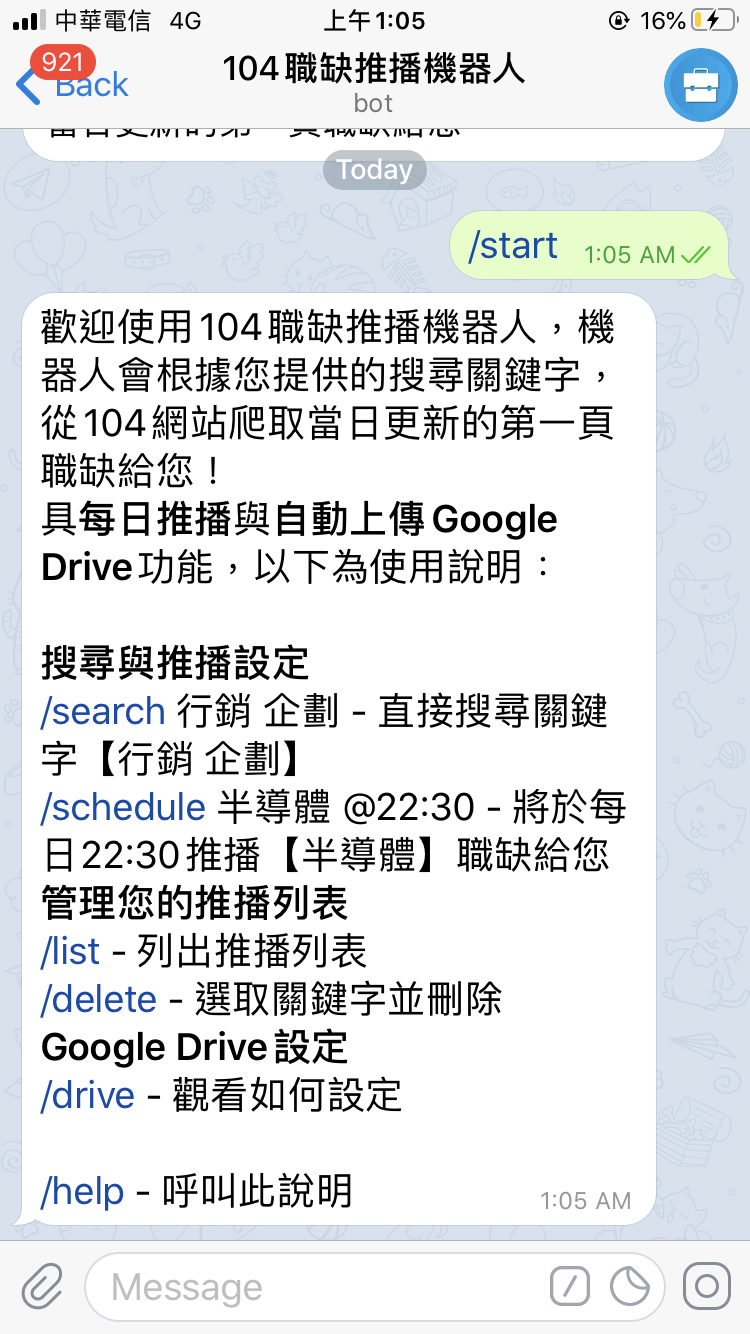 中華電信 4G 上午1:05 16%
921
Back
104職缺推播機器人
bot
Today
/start 1:05 AM
歡迎使用104職缺推播機器人，機
器人會根據您提供的搜尋關鍵字，
從104網站爬取當日更新的第一頁
職缺給您！
具每日推播與自動上傳Google
Drive功能，以下為使用說明：
搜尋與推播設定
/search 行銷 企劃 - 直接搜尋關鍵
字【行銷 企劃】
/schedule 半導體 @22:30 - 將於每
日22:30推播【半導體】職缺給您
管理您的推播列表
/list - 列出推播列表
/delete - 選取關鍵字並刪除
Google Drive設定
/drive - 觀看如何設定
/help - 呼叫此說明
1:05 AM
Message